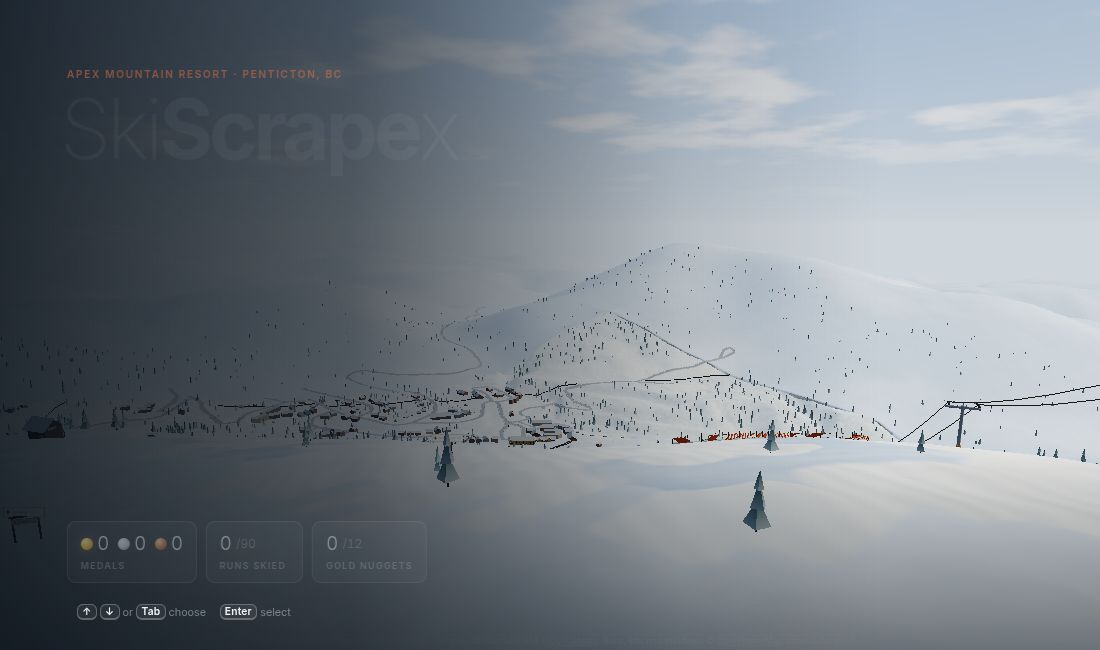 APEX MOUNTAIN RESORT · PENTICTON, BC
SkiScrapex
0 0 0
MEDALS
0 /90
RUNS SKIED
0 /12
GOLD NUGGETS
↑ ↓ or Tab choose Enter select